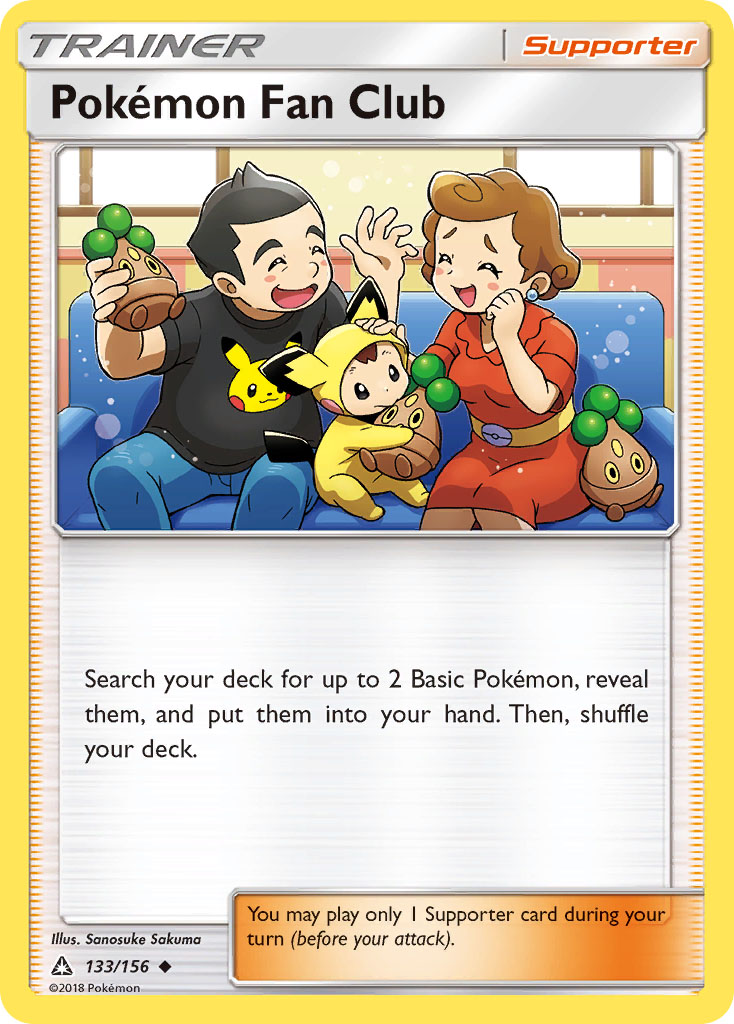 TRAINER
Supporter
Pokémon Fan Club
Search your deck for up to 2 Basic Pokémon, reveal
them, and put them into your hand. Then, shuffle
your deck.
You may play only 1 Supporter card during your
turn (before your attack).
Illus. Sanosuke Sakuma
133/156
©2018 Pokémon